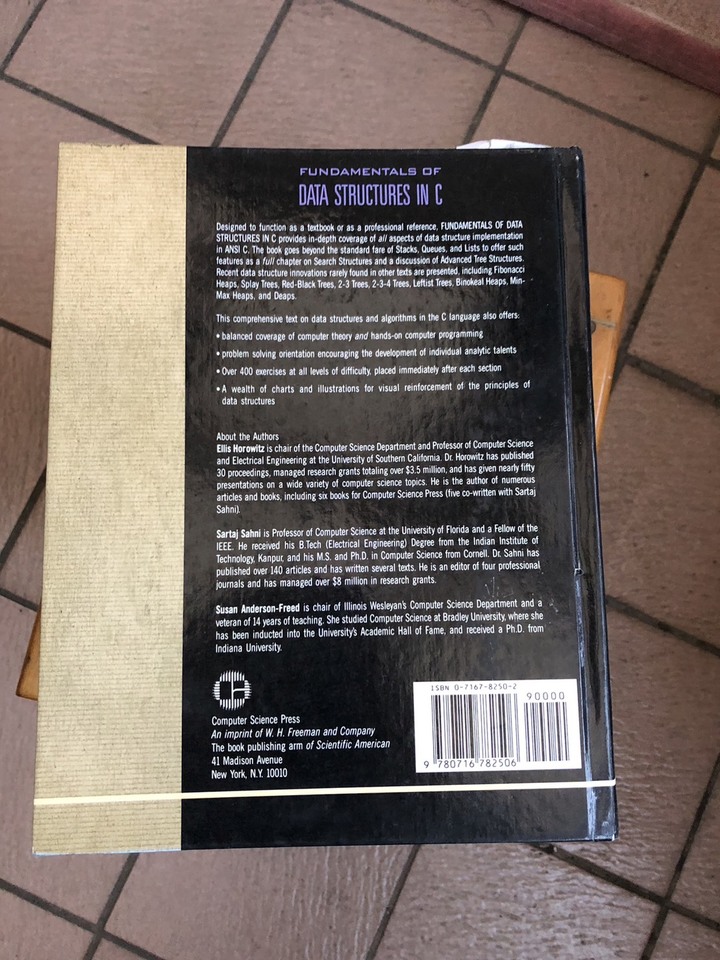 FUNDAMENTALS OF
DATA STRUCTURES IN C
Designed to function as a textbook or as a professional reference, FUNDAMENTALS OF DATA
STRUCTURES IN C provides in-depth coverage of all aspects of data structure implementation
in ANSI C. The book goes beyond the standard fare of Stacks, Queues, and Lists to offer such
features as a full chapter on Search Structures and a discussion of Advanced Tree Structures.
Recent data structure innovations rarely found in other texts are presented, including Fibonacci
Heaps, Splay Trees, Red-Black Trees, 2-3 Trees, 2-3-4 Trees, Leftist Trees, Binokeal Heaps, Min-
Max Heaps, and Deaps.
This comprehensive text on data structures and algorithms in the C language also offers:
• balanced coverage of computer theory and hands-on computer programming
• problem solving orientation encouraging the development of individual analytic talents
• Over 400 exercises at all levels of difficulty, placed immediately after each section
• A wealth of charts and illustrations for visual reinforcement of the principles of
data structures
About the Authors
Ellis Horowitz is chair of the Computer Science Department and Professor of Computer Science
and Electrical Engineering at the University of Southern California. Dr. Horowitz has published
30 proceedings, managed research grants totaling over $3.5 million, and has given nearly fifty
presentations on a wide variety of computer science topics. He is the author of numerous
articles and books, including six books for Computer Science Press (five co-written with Sartaj
Sahni).
Sartaj Sahni is Professor of Computer Science at the University of Florida and a Fellow of the
IEEE. He received his B.Tech (Electrical Engineering) Degree from the Indian Institute of
Technology, Kanpur, and his M.S. and Ph.D. in Computer Science from Cornell. Dr. Sahni has
published over 140 articles and has written several texts. He is an editor of four professional
journals and has managed over $8 million in research grants.
Susan Anderson-Freed is chair of Illinois Wesleyan's Computer Science Department and a
veteran of 14 years of teaching. She studied Computer Science at Bradley University, where she
has been inducted into the University's Academic Hall of Fame, and received a Ph.D. from
Indiana University.
Computer Science Press
An imprint of W. H. Freeman and Company
The book publishing arm of Scientific American
41 Madison Avenue
New York, N.Y. 10010
ISBN 0-7167-8250-2
90000
9 780716 782506